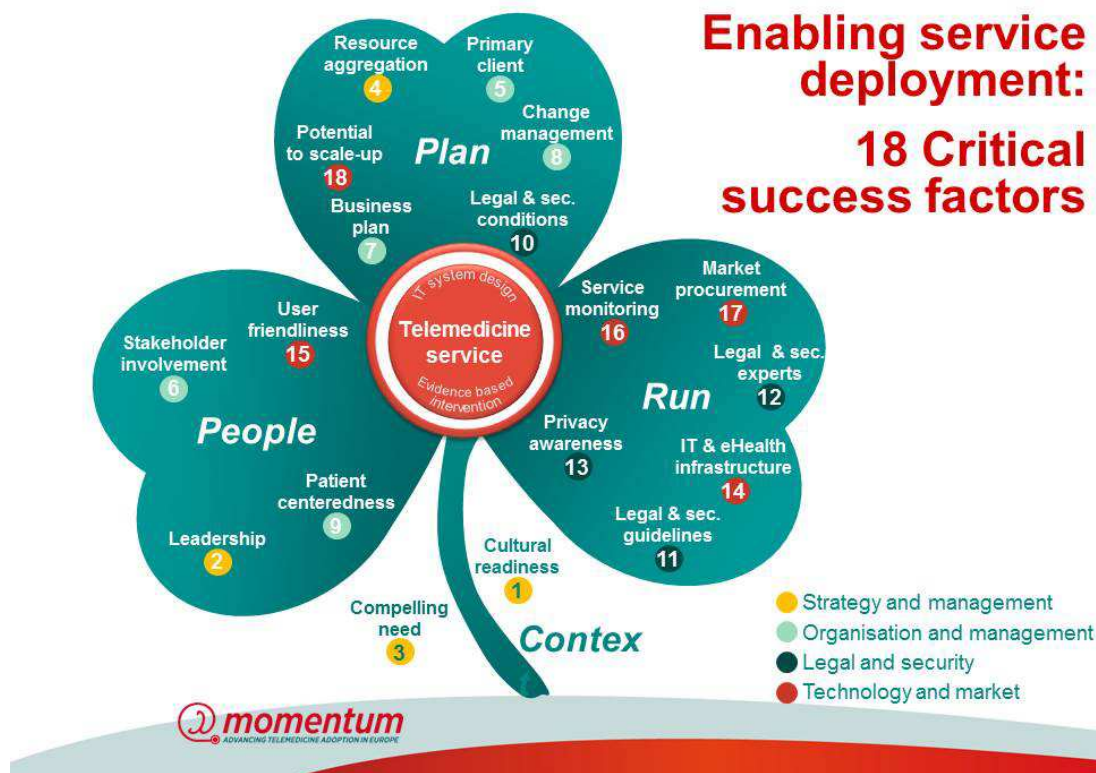 Enabling service
deployment:
18 Critical
success factors
Resource
aggregation
4
Primary
client
5
Change
management
8
Potential
to scale-up
18
Plan
Business
plan
7
Legal & sec.
conditions
10
IT system design
Telemedicine
service
Evidence based
intervention
User
friendliness
15
Stakeholder
involvement
6
People
Patient
centeredness
9
Leadership
2
Service
monitoring
16
Market
procurement
17
Legal & sec.
experts
12
Run
Privacy
awareness
13
IT & eHealth
infrastructure
14
Legal & sec.
guidelines
11
Cultural
readiness
1
Compelling
need
3
Contex
t
Strategy and management
Organisation and management
Legal and security
Technology and market
momentum
ADVANCING TELEMEDICINE ADOPTION IN EUROPE